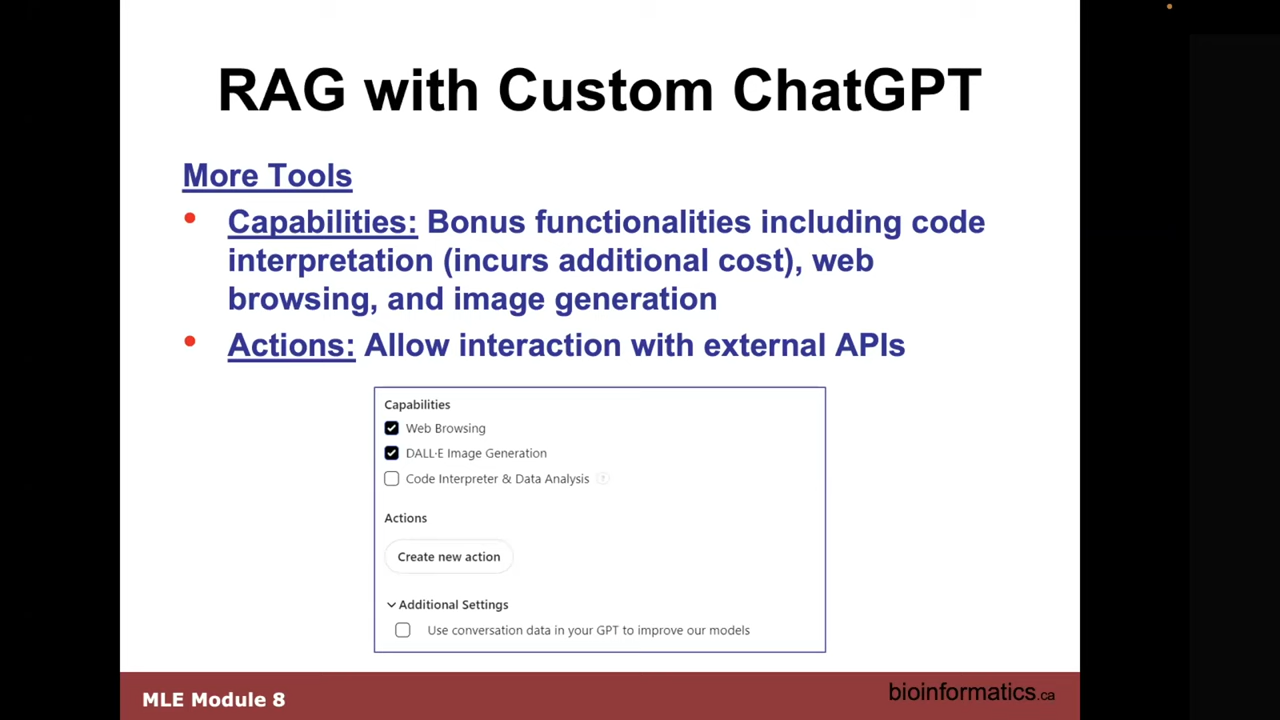 RAG with Custom ChatGPT
More Tools
• Capabilities: Bonus functionalities including code
interpretation (incurs additional cost), web
browsing, and image generation
• Actions: Allow interaction with external APIs
Capabilities
Web Browsing
DALL·E Image Generation
Code Interpreter & Data Analysis ?
Actions
Create new action
Additional Settings
Use conversation data in your GPT to improve our models
MLE Module 8
bioinformatics.ca